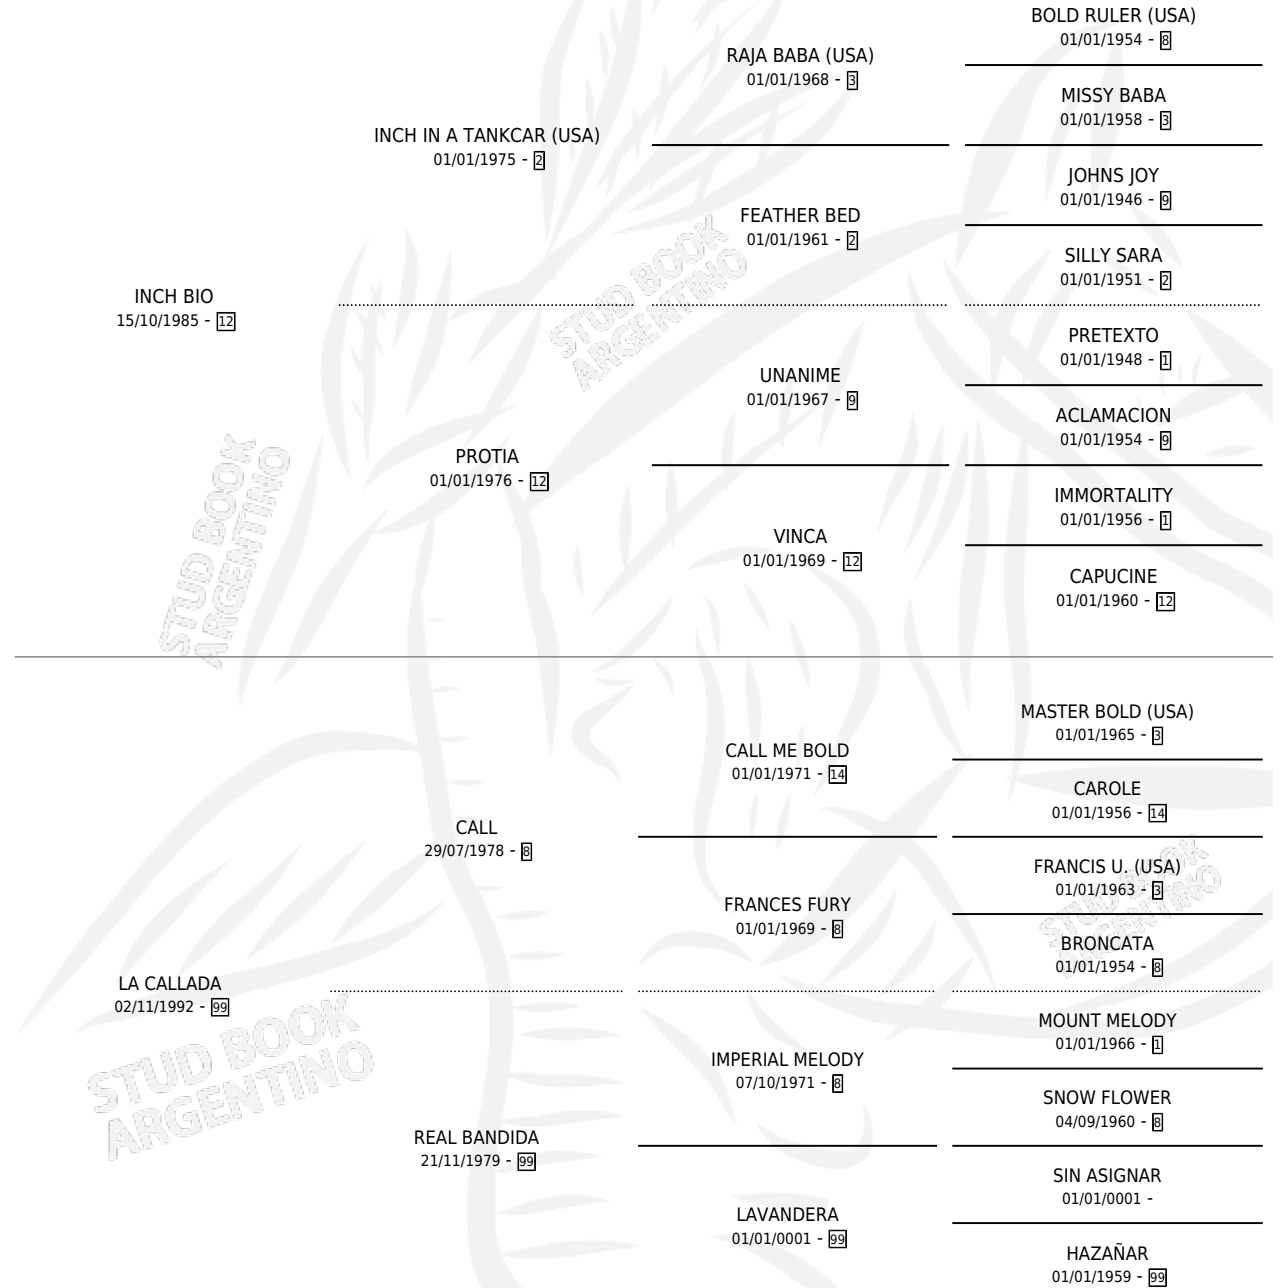 BOLD RULER (USA)
01/01/1954 - 8
RAJA BABA (USA)
01/01/1968 - 3
MISSY BABA
01/01/1958 - 3
INCH IN A TANKCAR (USA)
01/01/1975 - 2
JOHNS JOY
01/01/1946 - 9
FEATHER BED
01/01/1961 - 2
SILLY SARA
01/01/1951 - 2
INCH BIO
15/10/1985 - 12
STUD BOOK
ARGENTINO
PRETEXTO
01/01/1948 - 1
UNANIME
01/01/1967 - 9
ACLAMACION
01/01/1954 - 9
PROTIA
01/01/1976 - 12
IMMORTALITY
01/01/1956 - 1
VINCA
01/01/1969 - 12
CAPUCINE
01/01/1960 - 12
STUD BOOK
ARGENTINO
MASTER BOLD (USA)
01/01/1965 - 3
CALL ME BOLD
01/01/1971 - 14
CAROLE
01/01/1956 - 14
CALL
29/07/1978 - 8
FRANCIS U. (USA)
01/01/1963 - 3
FRANCES FURY
01/01/1969 - 8
STUD BOOK
ARGENTINO
BRONCATA
01/01/1954 - 8
LA CALLADA
02/11/1992 - 99
STUD BOOK
ARGENTINO
MOUNT MELODY
01/01/1966 - 1
IMPERIAL MELODY
07/10/1971 - 8
SNOW FLOWER
04/09/1960 - 8
REAL BANDIDA
21/11/1979 - 99
SIN ASIGNAR
01/01/0001 -
LAVANDERA
01/01/0001 - 99
HAZAÑAR
01/01/1959 - 99